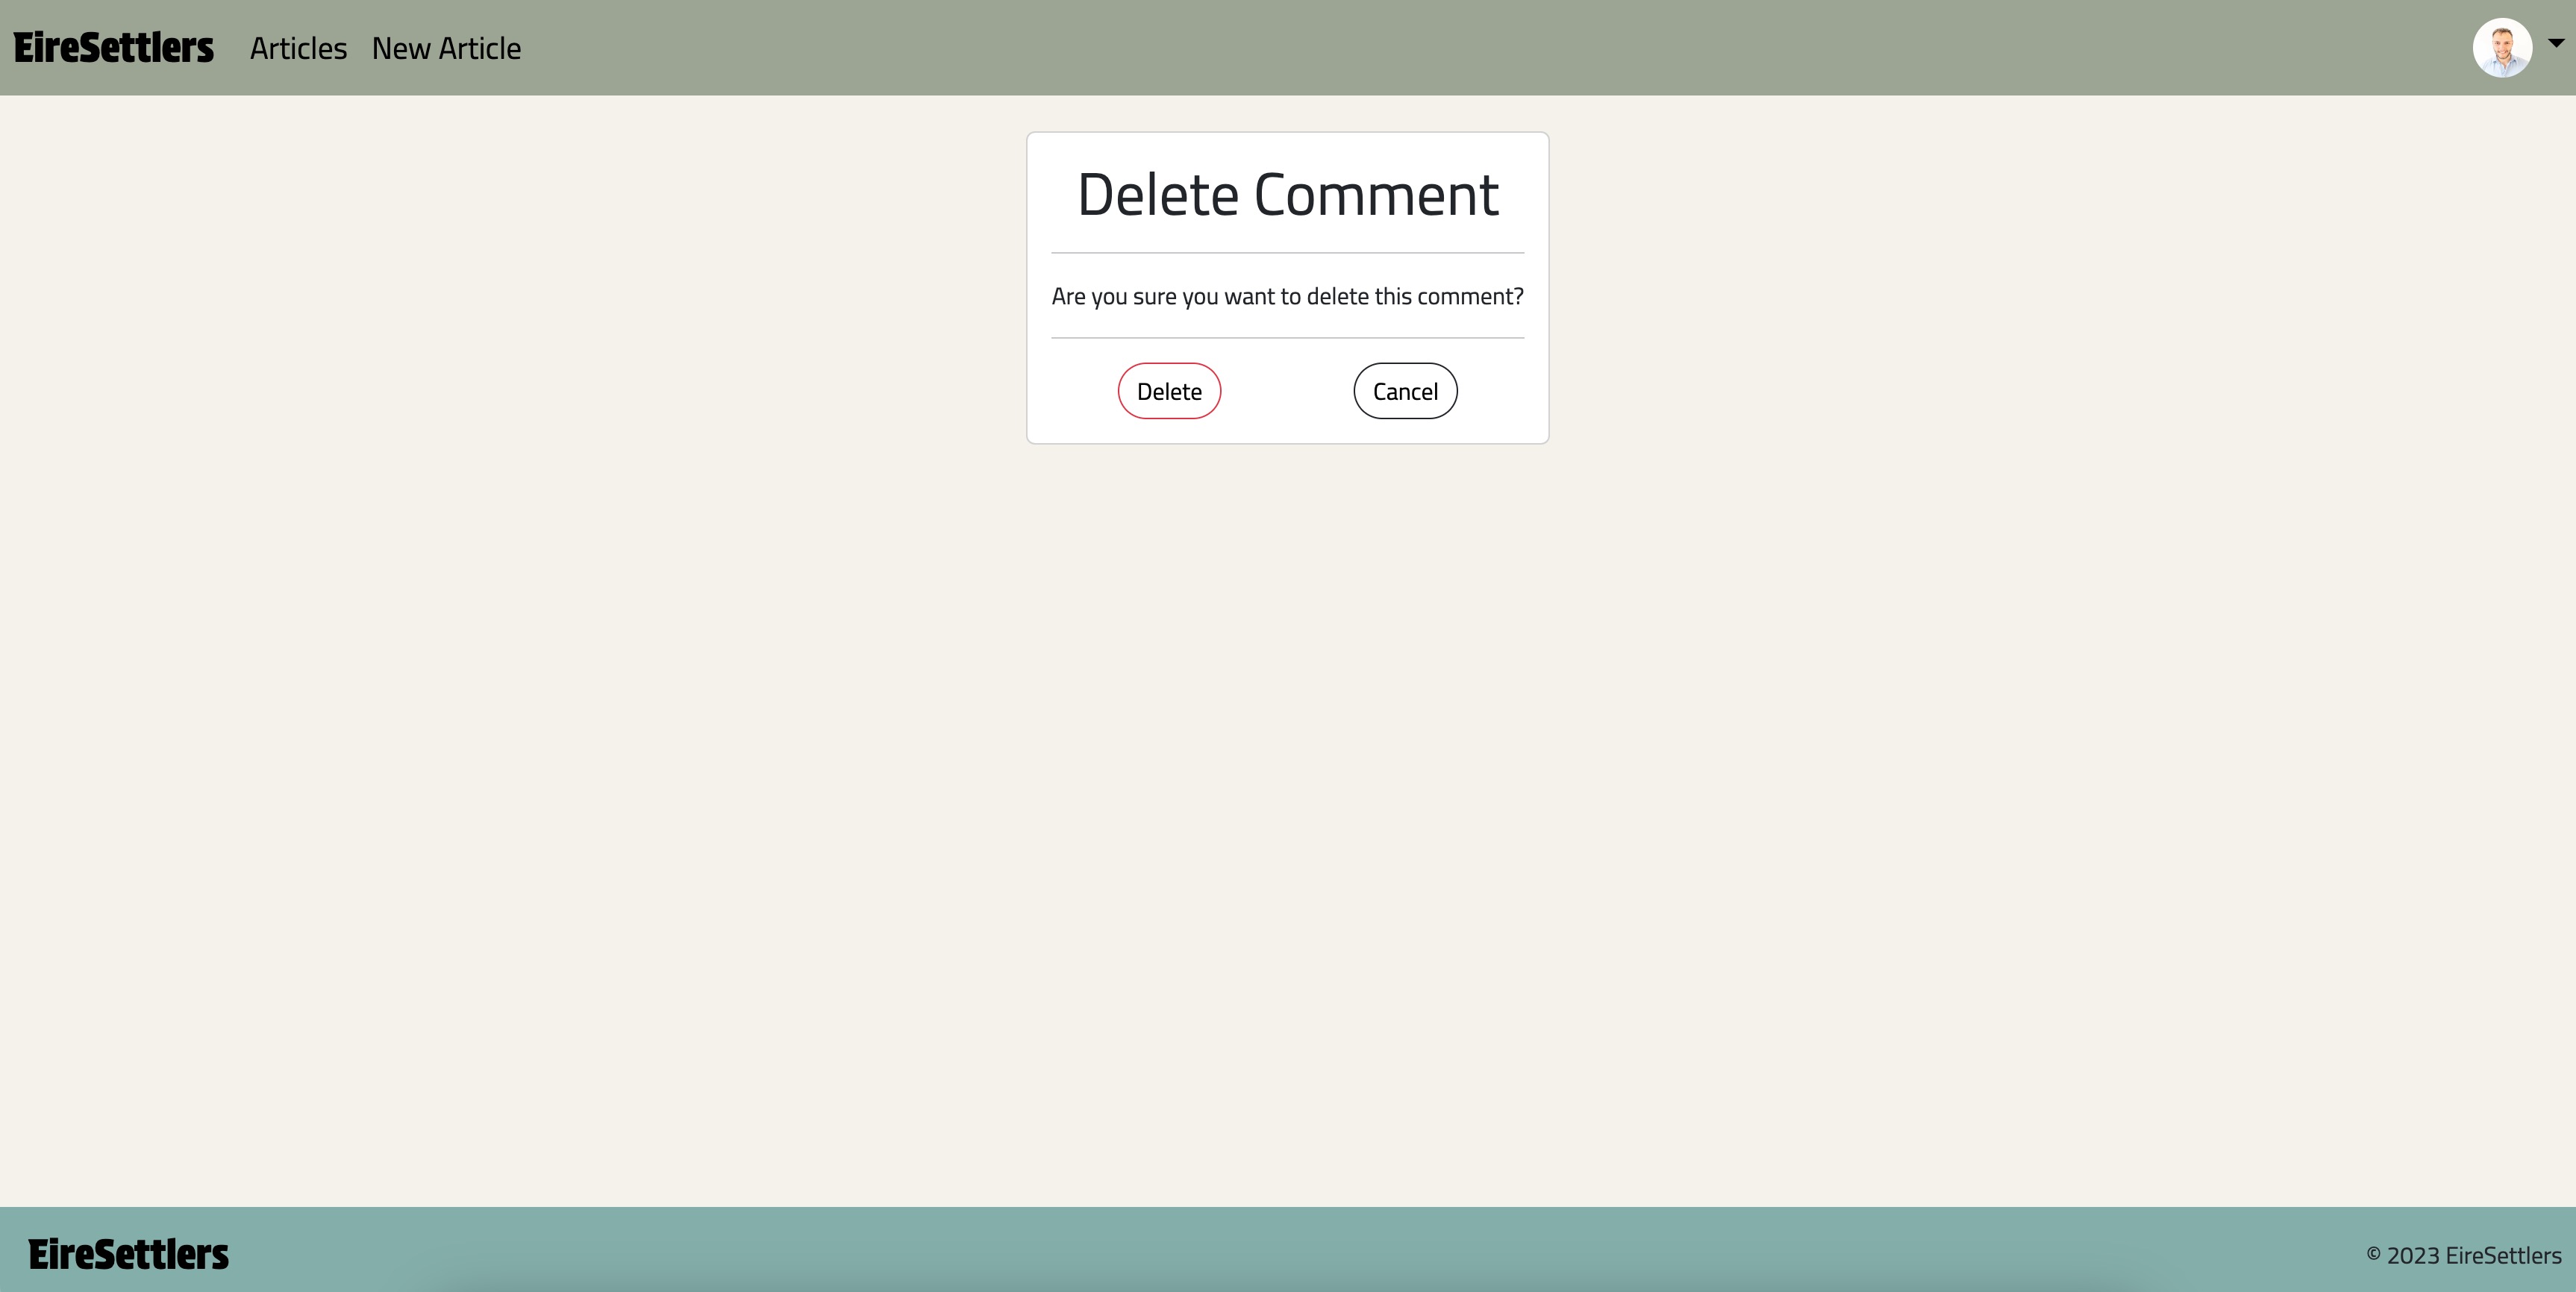 EireSettlers Articles New Article
Delete Comment
Are you sure you want to delete this comment?
Delete Cancel
EireSettlers © 2023 EireSettlers